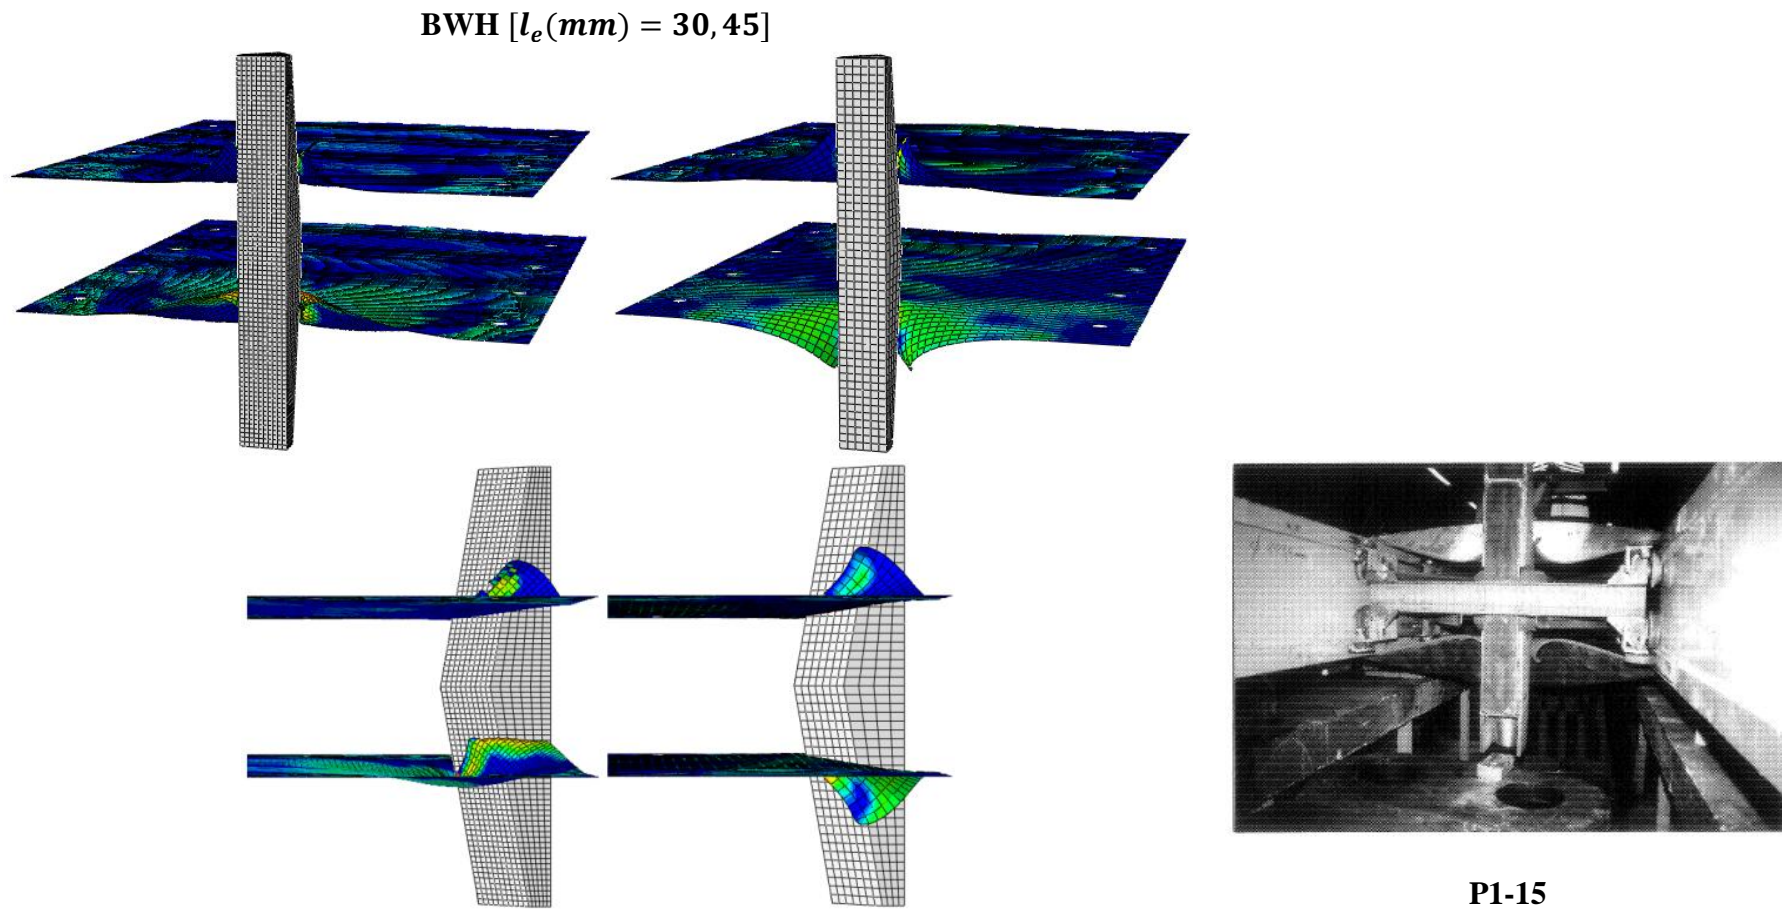 BWH [l_e(mm) = 30, 45]
P1-15